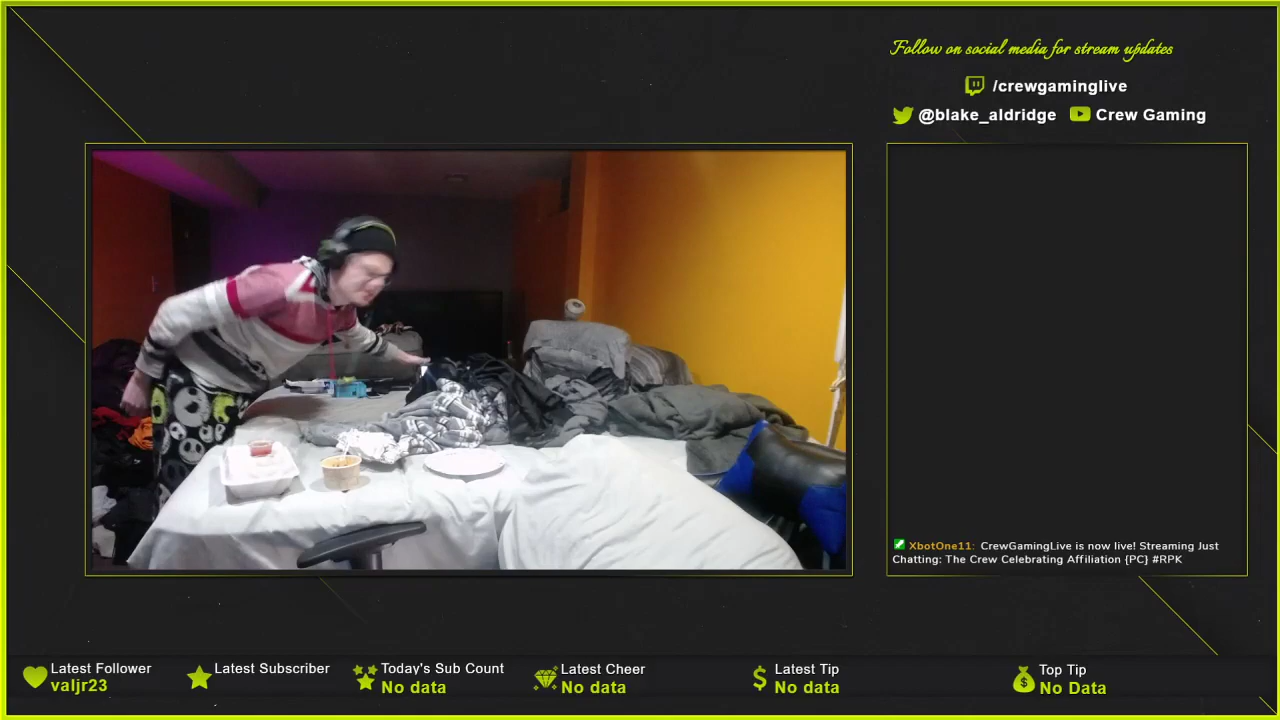 Follow on social media for stream updates
/crewgaminglive
@blake_aldridge Crew Gaming
XbotOne11: CrewGamingLive is now live! Streaming Just
Chatting: The Crew Celebrating Affiliation {PC} #RPK
Latest Follower
valjr23
Latest Subscriber
Today's Sub Count
No data
Latest Cheer
No data
Latest Tip
No data
Top Tip
No Data